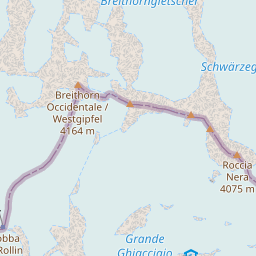 Breithorngletscher
Schwärzeg
Breithorn
Occidentale /
Westgipfel
4164 m
Roccia
Nera
4075 m
obba
Rollin
Grande
Ghiacciaio